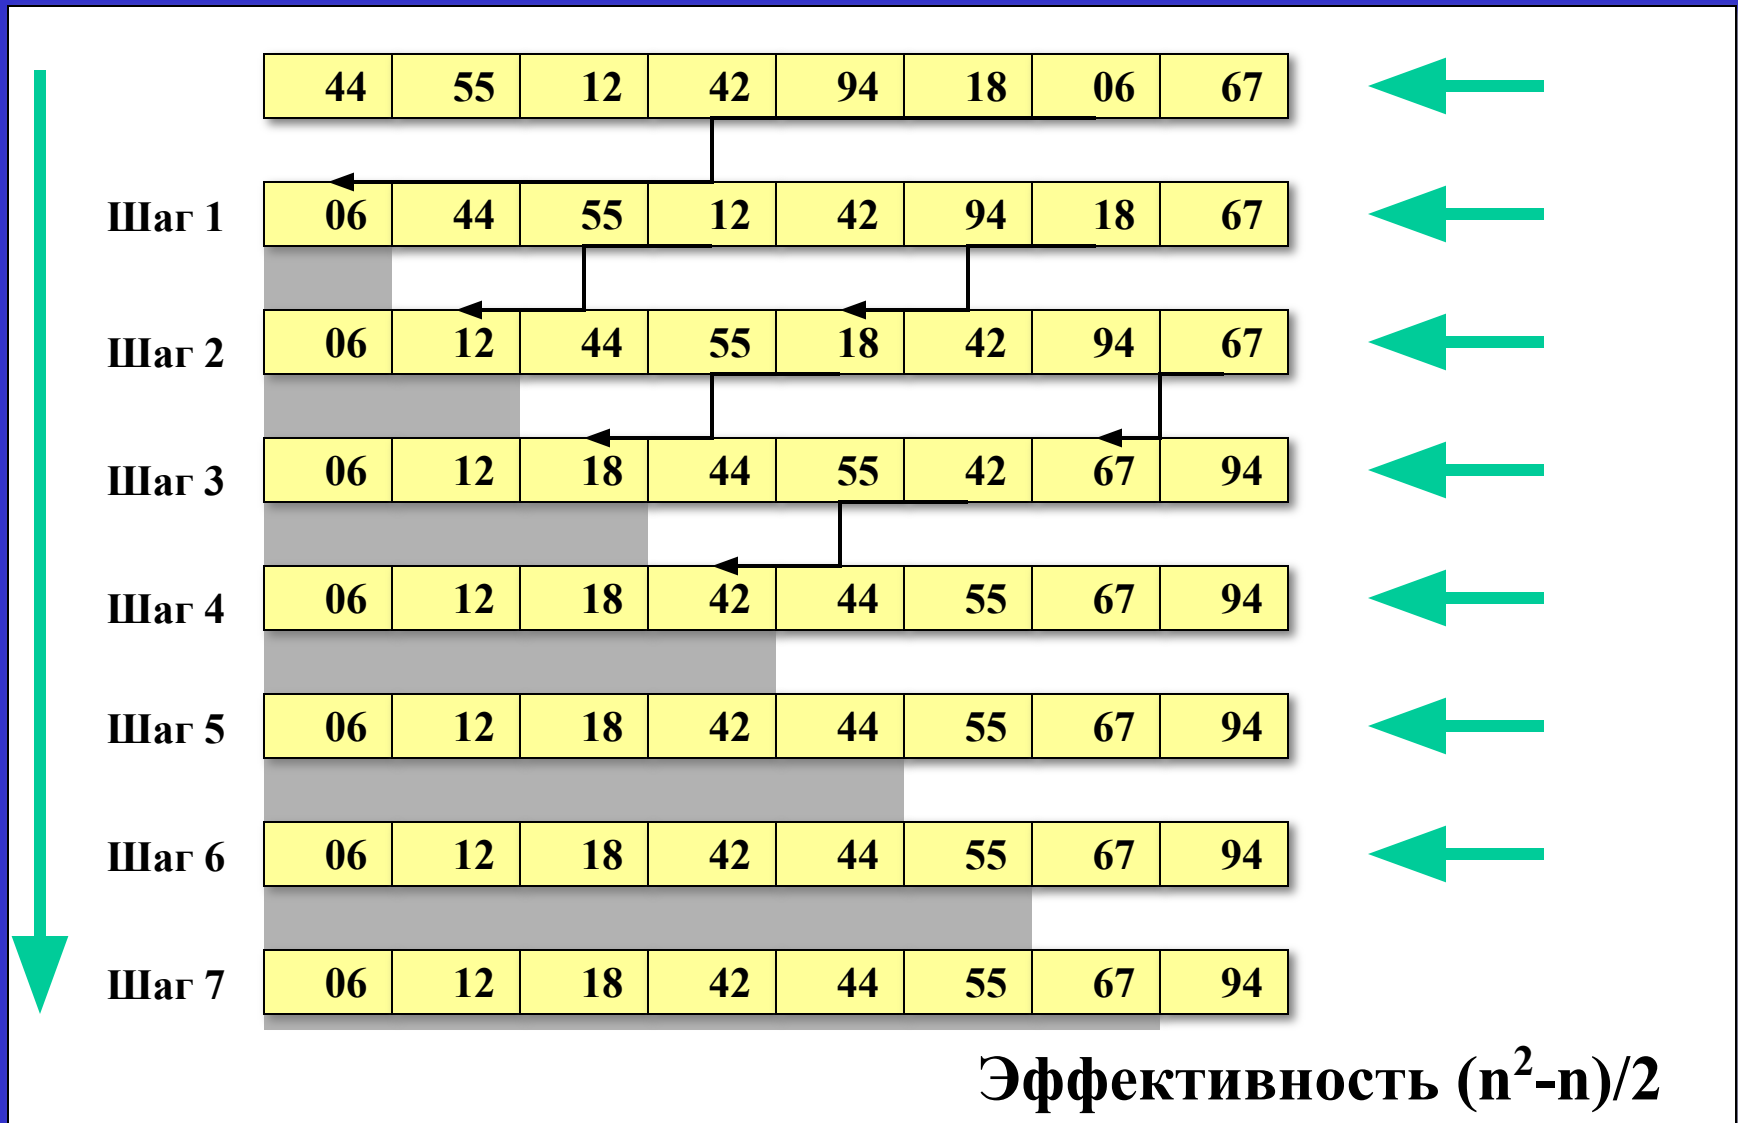 44 55 12 42 94 18 06 67
Шаг 1 06 44 55 12 42 94 18 67
Шаг 2 06 12 44 55 18 42 94 67
Шаг 3 06 12 18 44 55 42 67 94
Шаг 4 06 12 18 42 44 55 67 94
Шаг 5 06 12 18 42 44 55 67 94
Шаг 6 06 12 18 42 44 55 67 94
Шаг 7 06 12 18 42 44 55 67 94
Эффективность (n²-n)/2